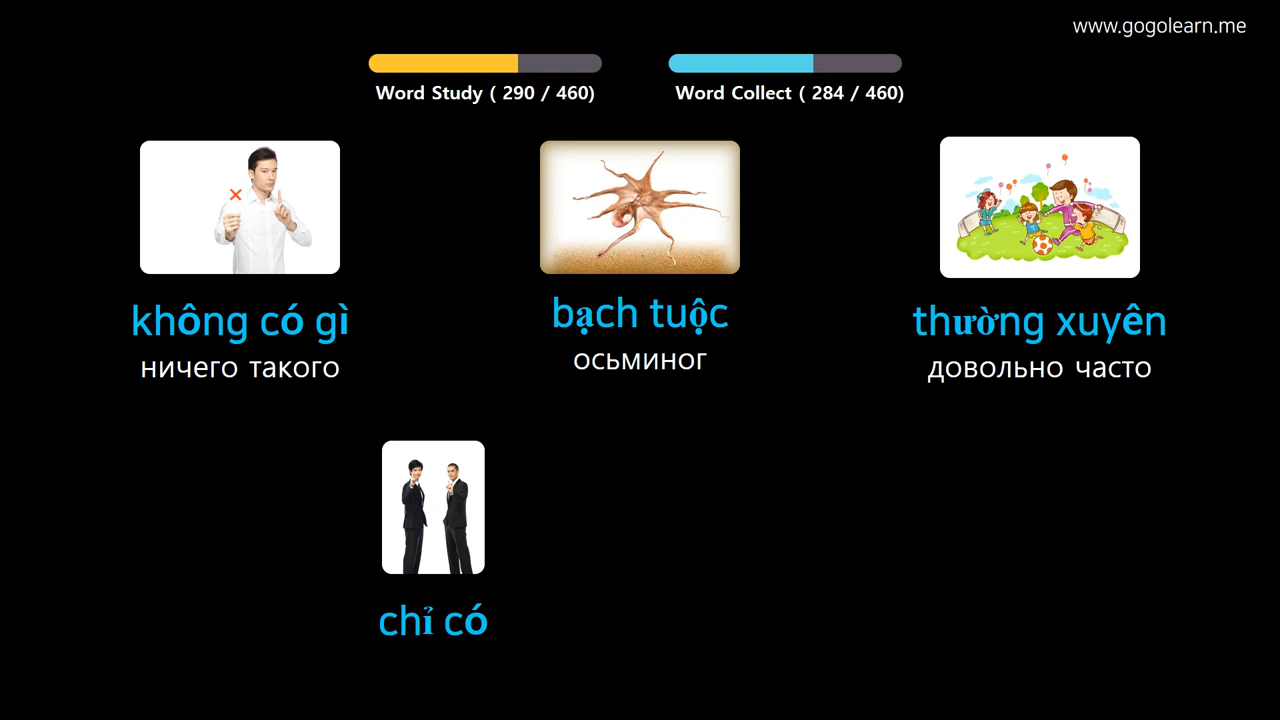 www.gogolearn.me
Word Study ( 290 / 460)
Word Collect ( 284 / 460)
không có gì
ничего такого
bạch tuộc
осьминог
thường xuyên
довольно часто
chỉ có